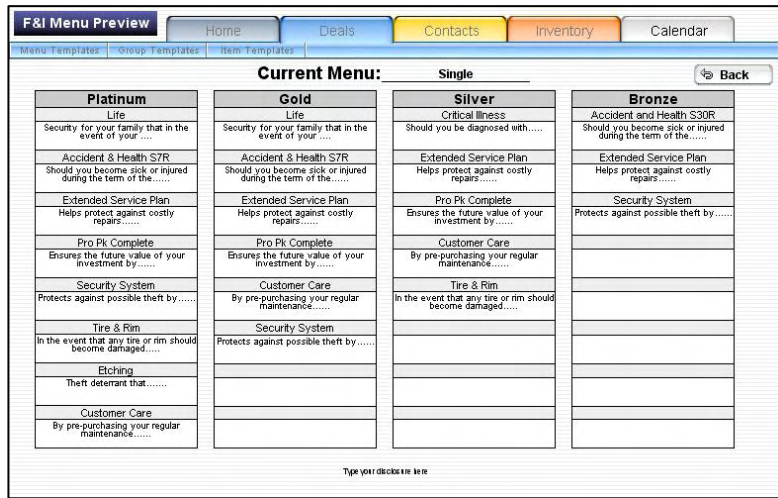 F&I Menu Preview
Home
Deals
Contacts
Inventory
Calendar
Menu Templates
Group Templates
Item Templates
Current Menu: Single
Back
Platinum
Life
Security for your family that in the
event of your ....
Accident & Health S7R
Should you become sick or injured
during the term of the......
Extended Service Plan
Helps protect against costly
repairs......
Pro Pk Complete
Ensures the future value of your
investment by......
Security System
Protects against possible theft by......
Tire & Rim
In the event that any tire or rim should
become damaged.....
Etching
Theft deterrant that.......
Customer Care
By pre-purchasing your regular
maintenance......
Gold
Life
Security for your family that in the
event of your ....
Accident & Health S7R
Should you become sick or injured
during the term of the......
Extended Service Plan
Helps protect against costly
repairs......
Pro Pk Complete
Ensures the future value of your
investment by......
Customer Care
By pre-purchasing your regular
maintenance......
Security System
Protects against possible theft by......
Silver
Critical Illness
Should you be diagnosed with.....
Extended Service Plan
Helps protect against costly
repairs......
Pro Pk Complete
Ensures the future value of your
investment by......
Customer Care
By pre-purchasing your regular
maintenance......
Tire & Rim
In the event that any tire or rim should
become damaged.....
Bronze
Accident and Health S30R
Should you become sick or injured
during the term of the......
Extended Service Plan
Helps protect against costly
repairs......
Security System
Protects against possible theft by......
Type your disclosure here